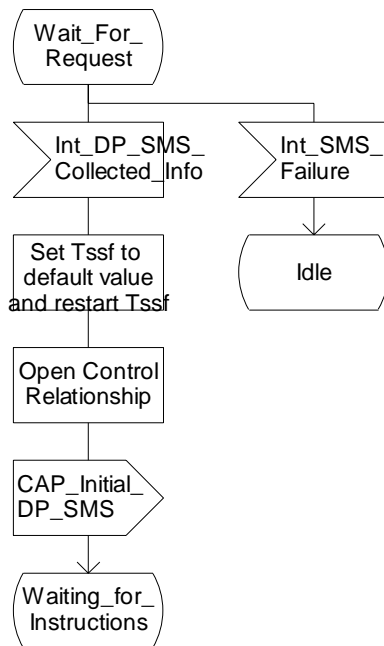 Wait_For_
Request
Int_DP_SMS_
Collected_Info
Int_SMS_
Failure
Set Tssf to
default value
and restart Tssf
Idle
Open Control
Relationship
CAP_Initial_
DP_SMS
Waiting_for_
Instructions